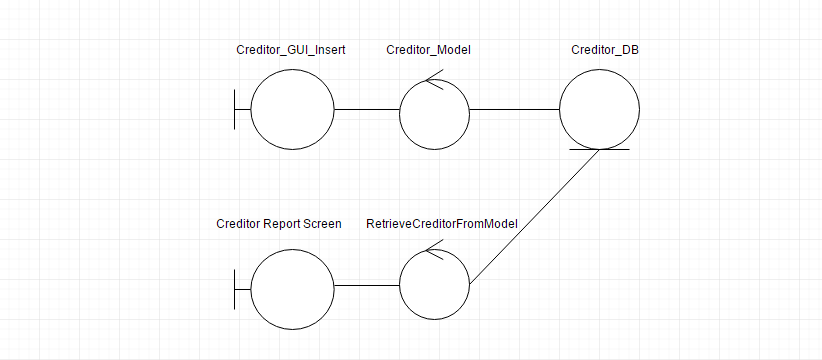 Creditor_GUI_Insert
Creditor_Model
Creditor_DB
Creditor Report Screen
RetrieveCreditorFromModel